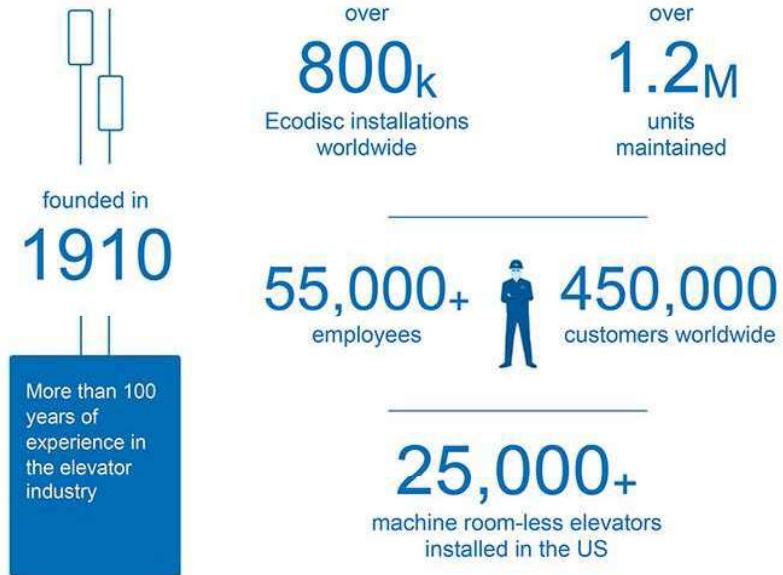 founded in
1910
More than 100
years of
experience in
the elevator
industry
over
800k
Ecodisc installations
worldwide
over
1.2M
units
maintained
55,000+
employees
450,000
customers worldwide
25,000+
machine room-less elevators
installed in the US